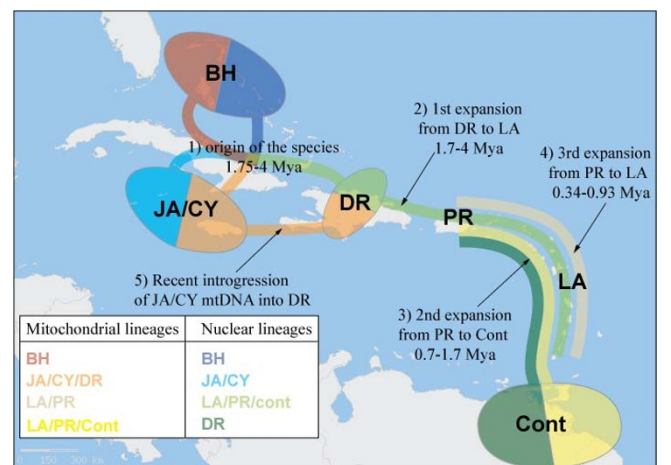 BH
2) 1st expansion
from DR to LA
1.7-4 Mya
1) origin of the species
1.75-4 Mya
4) 3rd expansion
from PR to LA
0.34-0.93 Mya
JA/CY
DR
PR
LA
5) Recent introgression
of JA/CY mtDNA into DR
3) 2nd expansion
from PR to Cont
0.7-1.7 Mya
Mitochondrial lineages Nuclear lineages
BH BH
JA/CY/DR JA/CY
LA/PR LA/PR/cont
LA/PR/Cont DR
Cont
0 150 300 km